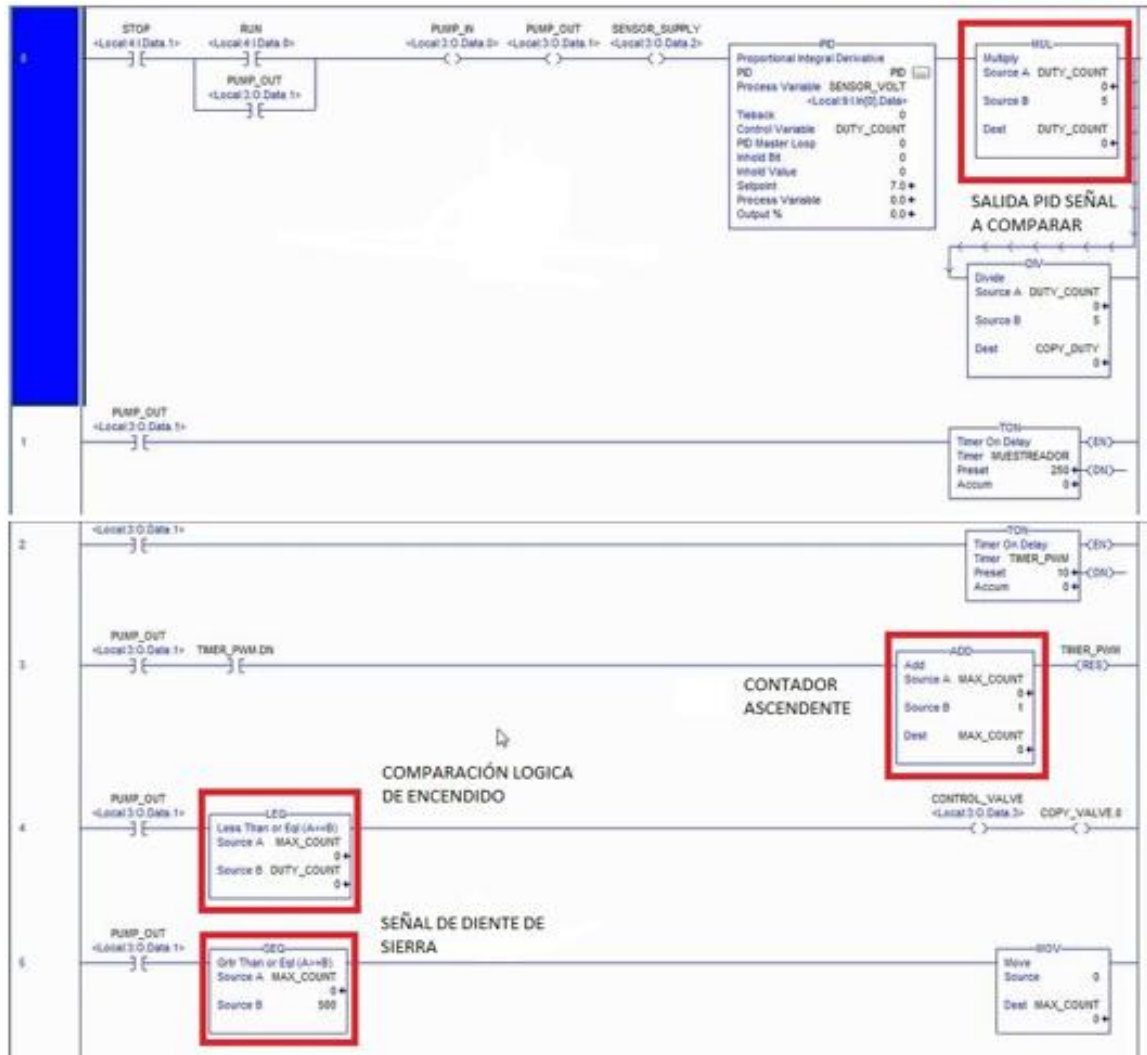 STOP
<Local:4:I.Data.1>
RUN
<Local:4:I.Data.0>
PUMP_OUT
<Local:3:O.Data.1>
PUMP_IN
<Local:3:O.Data.0>
PUMP_OUT
<Local:3:O.Data.1>
SENSOR_SUPPLY
<Local:3:O.Data.2>
0
PID
Proportional Integral Derivative
PID PID
Process Variable SENSOR_VOLT
<Local:9:I.In[0].Data>
Tieback 0
Control Variable DUTY_COUNT
PID Master Loop 0
Inhold Bit 0
Inhold Value 0
Setpoint 7.0
Process Variable 0.0
Output % 0.0
MUL
Multiply
Source A DUTY_COUNT
0
Source B 5
Dest DUTY_COUNT
0
SALIDA PID SEÑAL
A COMPARAR
DIV
Divide
Source A DUTY_COUNT
0
Source B 5
Dest COPY_DUTY
0
PUMP_OUT
<Local:3:O.Data.1>
1
TON
Timer On Delay
Timer MUESTREADOR
Preset 250
Accum 0
(EN)
(DN)
<Local:3:O.Data.1>
2
TON
Timer On Delay
Timer TIMER_PWM
Preset 10
Accum 0
(EN)
(DN)
PUMP_OUT
<Local:3:O.Data.1>
TIMER_PWM.DN
3
CONTADOR
ASCENDENTE
ADD
Add
Source A MAX_COUNT
0
Source B 1
Dest MAX_COUNT
0
TIMER_PWM
(RES)
COMPARACIÓN LOGICA
DE ENCENDIDO
PUMP_OUT
<Local:3:O.Data.1>
4
LEQ
Less Than or Eql (A<=B)
Source A MAX_COUNT
0
Source B DUTY_COUNT
0
CONTROL_VALVE
<Local:3:O.Data.3>
COPY_VALVE.0
SEÑAL DE DIENTE DE
SIERRA
PUMP_OUT
<Local:3:O.Data.1>
5
GEQ
Grtr Than or Eql (A>=B)
Source A MAX_COUNT
0
Source B 500
MOV
Move
Source 0
Dest MAX_COUNT
0